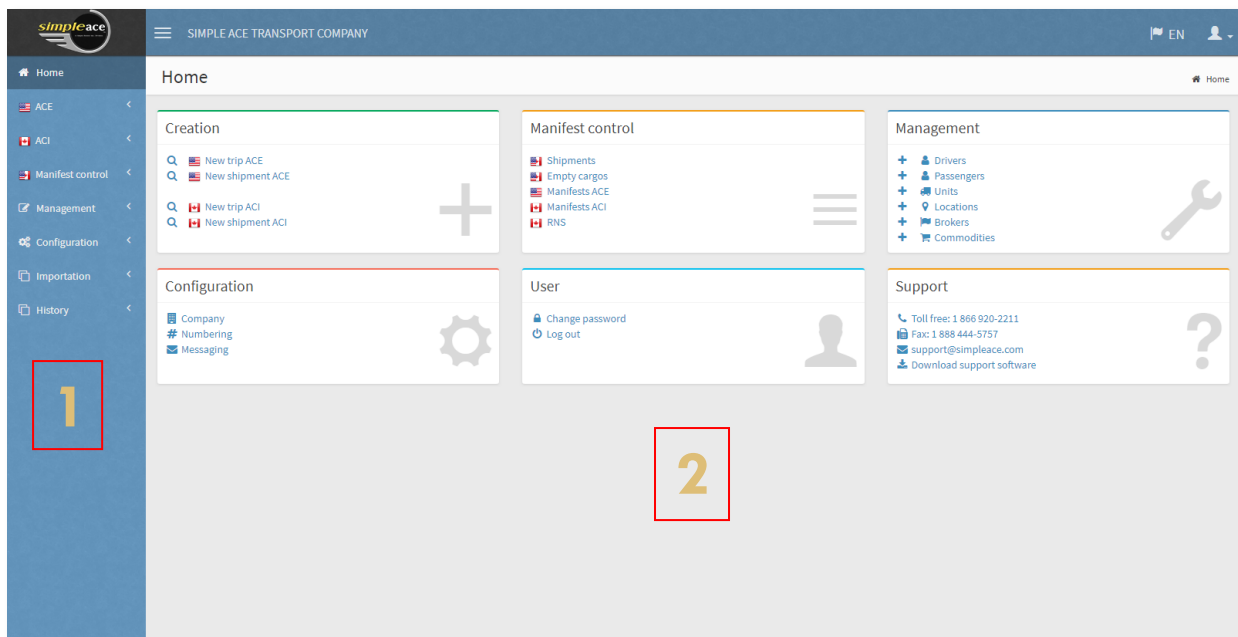 simpleace
SIMPLE ACE TRANSPORT COMPANY
EN
Home
ACE
ACI
Manifest control
Management
Configuration
Importation
History
1
Home
Home
Creation
New trip ACE
New shipment ACE
New trip ACI
New shipment ACI
Manifest control
Shipments
Empty cargos
Manifests ACE
Manifests ACI
RNS
Management
Drivers
Passengers
Units
Locations
Brokers
Commodities
Configuration
Company
Numbering
Messaging
User
Change password
Log out
Support
Toll free: 1 866 920-2211
Fax: 1 888 444-5757
support@simpleace.com
Download support software
2